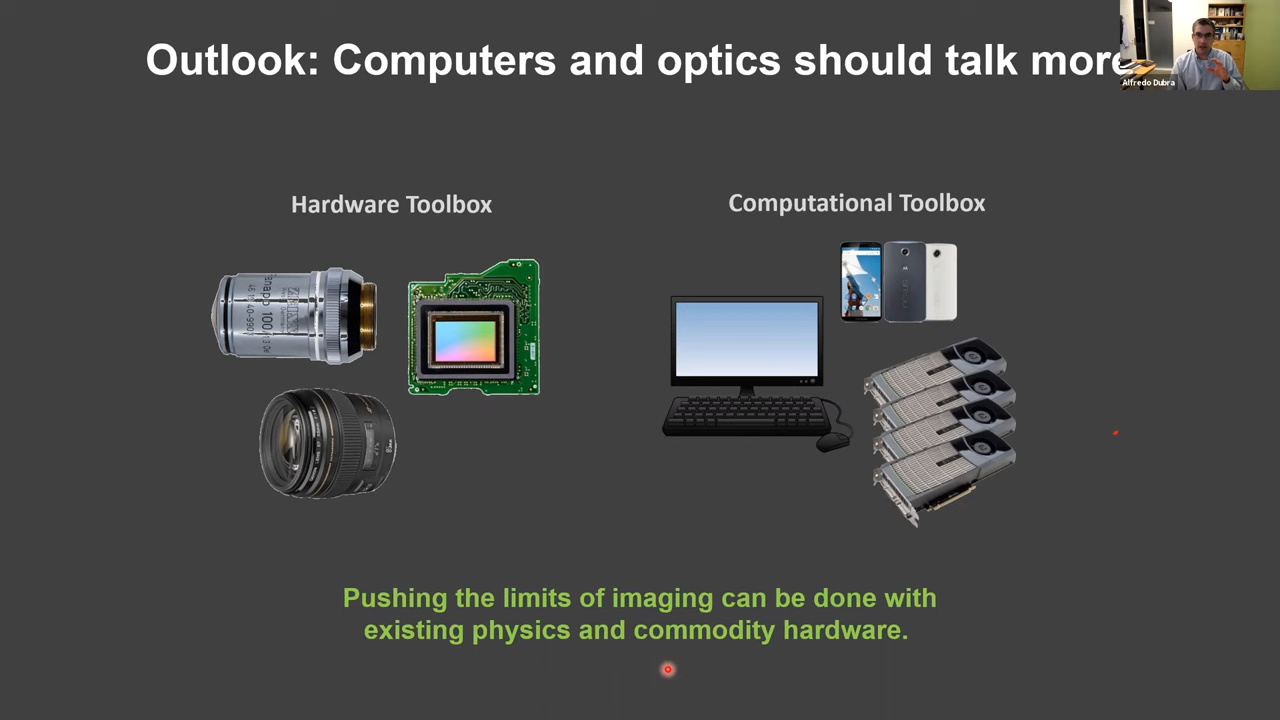 Outlook: Computers and optics should talk more
Alfredo Dubra
Hardware Toolbox
Computational Toolbox
Pushing the limits of imaging can be done with
existing physics and commodity hardware.